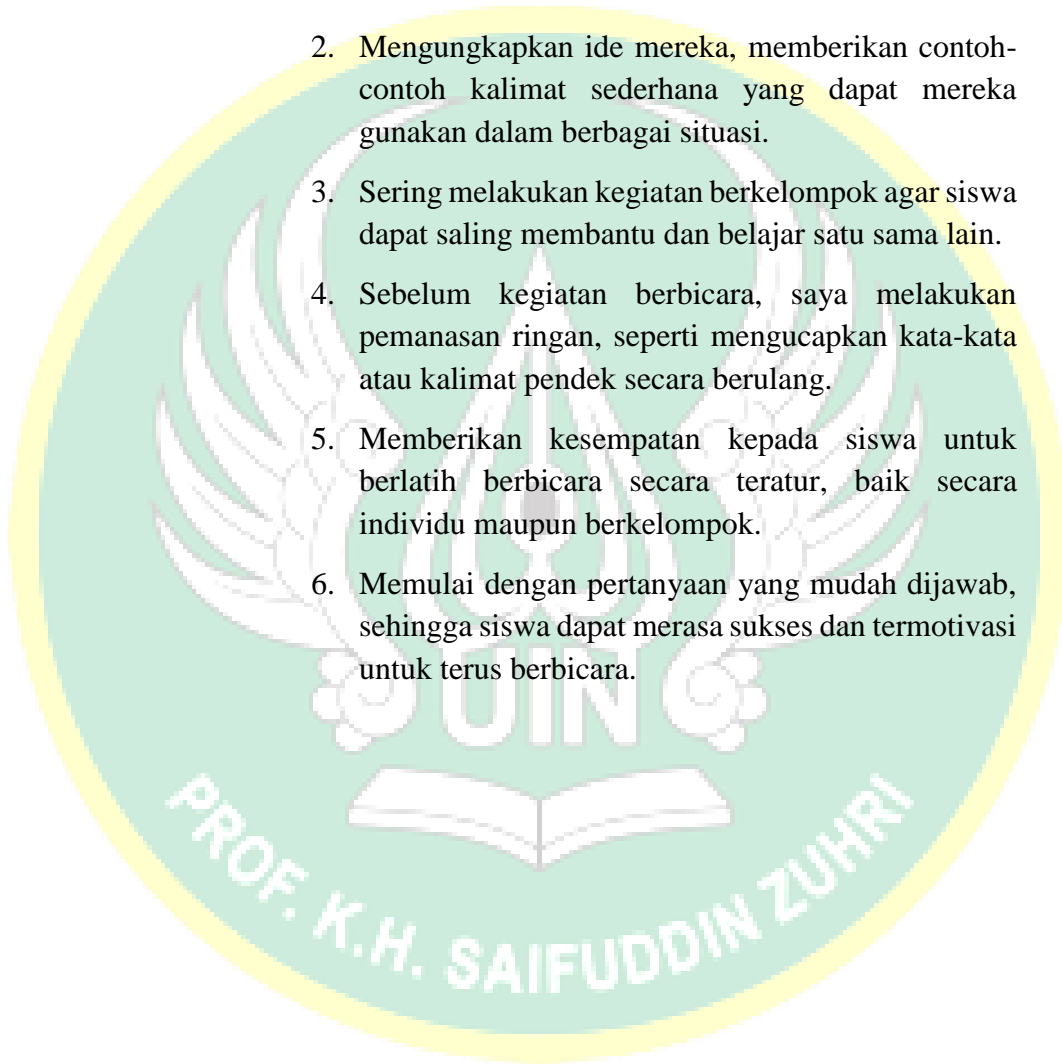 2. Mengungkapkan ide mereka, memberikan contoh-
contoh kalimat sederhana yang dapat mereka
gunakan dalam berbagai situasi.
3. Sering melakukan kegiatan berkelompok agar siswa
dapat saling membantu dan belajar satu sama lain.
4. Sebelum kegiatan berbicara, saya melakukan
pemanasan ringan, seperti mengucapkan kata-kata
atau kalimat pendek secara berulang.
5. Memberikan kesempatan kepada siswa untuk
berlatih berbicara secara teratur, baik secara
individu maupun berkelompok.
6. Memulai dengan pertanyaan yang mudah dijawab,
sehingga siswa dapat merasa sukses dan termotivasi
untuk terus berbicara.
UIN
PROF. K.H. SAIFUDDIN ZUHRI